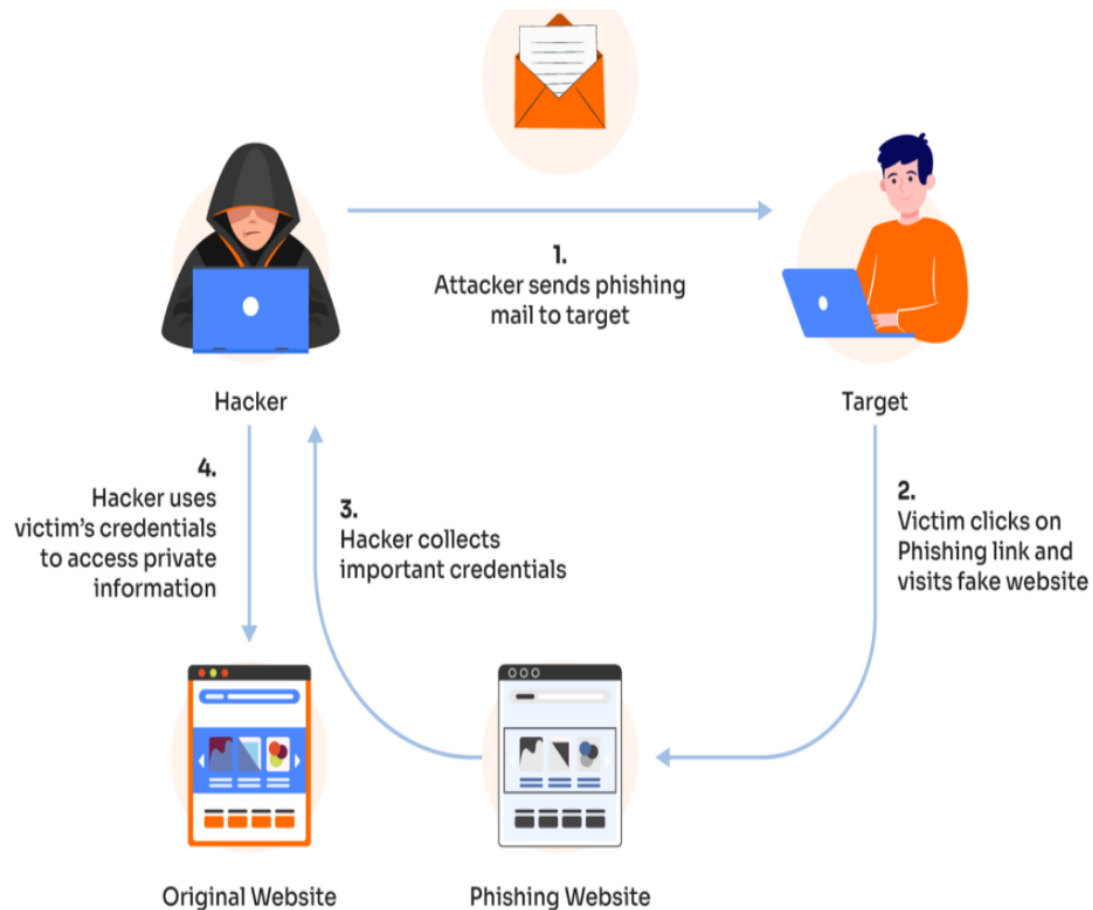 1.
Attacker sends phishing
mail to target
Hacker
Target
4.
Hacker uses
victim's credentials
to access private
information
3.
Hacker collects
important credentials
2.
Victim clicks on
Phishing link and
visits fake website
Original Website
Phishing Website